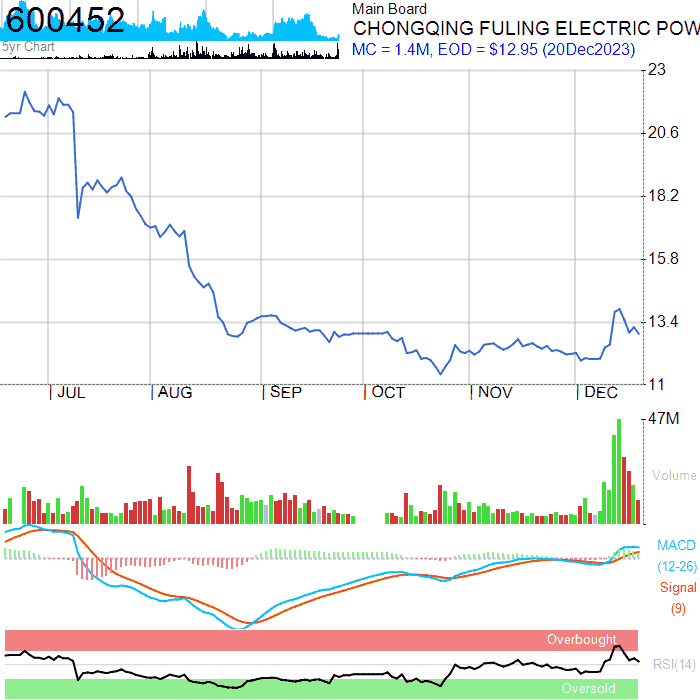 600452
5yr Chart
Main Board
CHONGQING FULING ELECTRIC POW
MC = 1.4M, EOD = $12.95 (20Dec2023)
23
20.6
18.2
15.8
13.4
11
JUL AUG SEP OCT NOV DEC
47M
Volume
MACD
(12-26)
Signal
(9)
Overbought
RSI(14)
Oversold